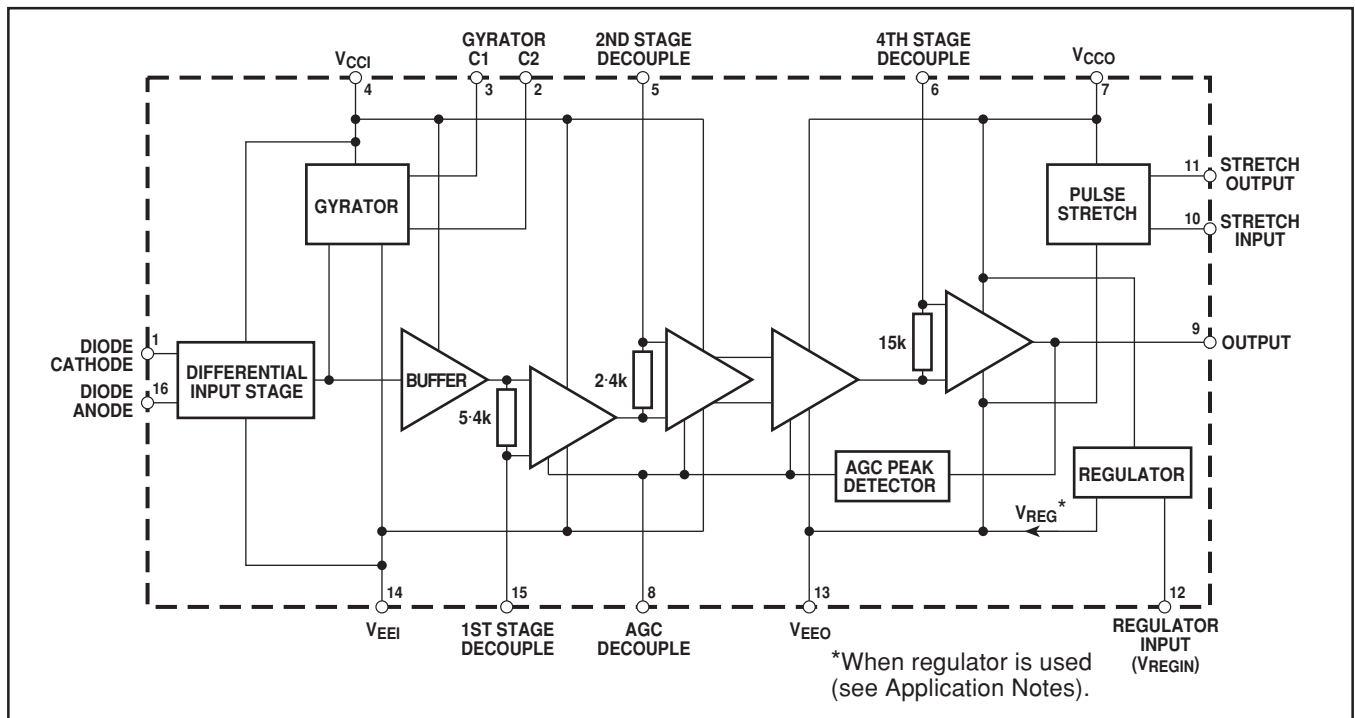 GYRATOR
C1 C2
2ND STAGE
DECOUPLE
4TH STAGE
DECOUPLE
VCCI
VCCO
4
3
2
5
6
7
GYRATOR
PULSE
STRETCH
11
STRETCH
OUTPUT
10
STRETCH
INPUT
DIODE
CATHODE
1
DIODE
ANODE
16
DIFFERENTIAL
INPUT STAGE
BUFFER
5·4k
2·4k
15k
9
OUTPUT
AGC PEAK
DETECTOR
REGULATOR
VREG*
14
15
8
13
12
VEEI
1ST STAGE
DECOUPLE
AGC
DECOUPLE
VEEO
REGULATOR
INPUT
(VREGIN)
*When regulator is used
(see Application Notes).